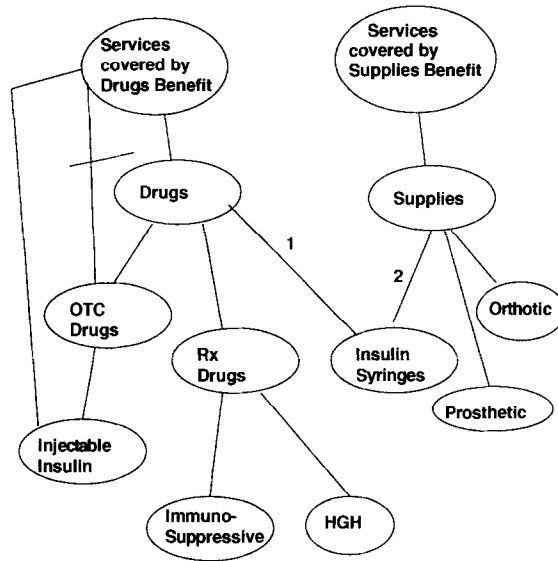 Services
covered by
Drugs Benefit
Services
covered by
Supplies Benefit
Drugs
Supplies
1
2
OTC
Drugs
Orthotic
Rx
Drugs
Insulin
Syringes
Prosthetic
Injectable
Insulin
Immuno-
Suppressive
HGH